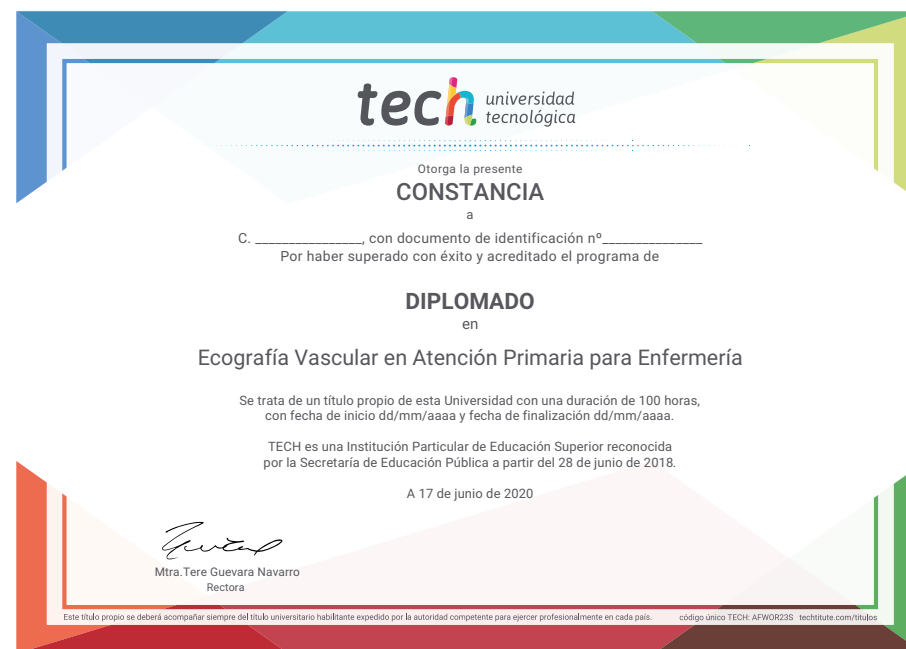 tech universidad
tecnológica
Otorga la presente
CONSTANCIA
a
C. ________________, con documento de identificación nº_______________
Por haber superado con éxito y acreditado el programa de
DIPLOMADO
en
Ecografía Vascular en Atención Primaria para Enfermería
Se trata de un título propio de esta Universidad con una duración de 100 horas,
con fecha de inicio dd/mm/aaaa y fecha de finalización dd/mm/aaaa.
TECH es una Institución Particular de Educación Superior reconocida
por la Secretaría de Educación Pública a partir del 28 de junio de 2018.
A 17 de junio de 2020
Mtra.Tere Guevara Navarro
Rectora
Este título propio se deberá acompañar siempre del título universitario habilitante expedido por la autoridad competente para ejercer profesionalmente en cada país. código único TECH: AFWOR23S techtitute.com/titulos